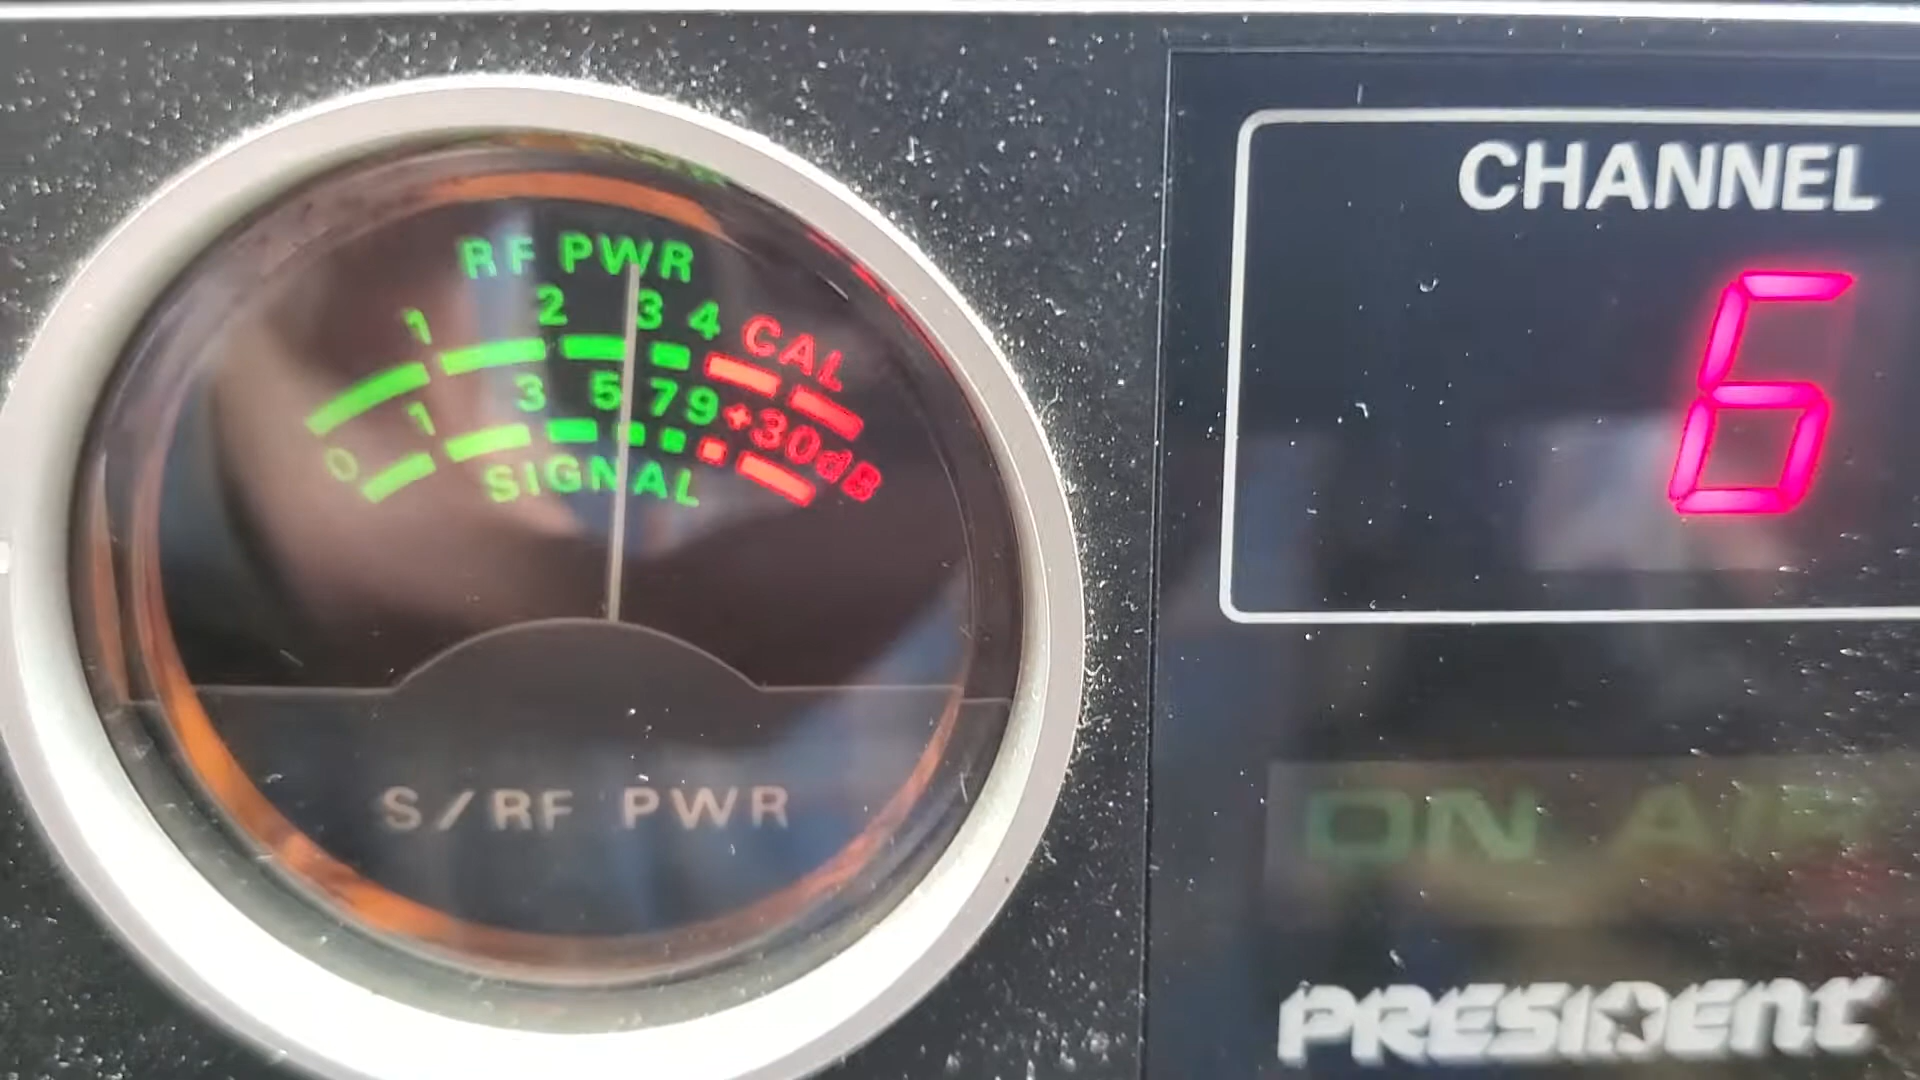 RF PWR
1 2 3 4 CAL
0 1 3 5 7 9 +30dB
SIGNAL
S/RF PWR
CHANNEL
6
ON AIR
PRESIDENT